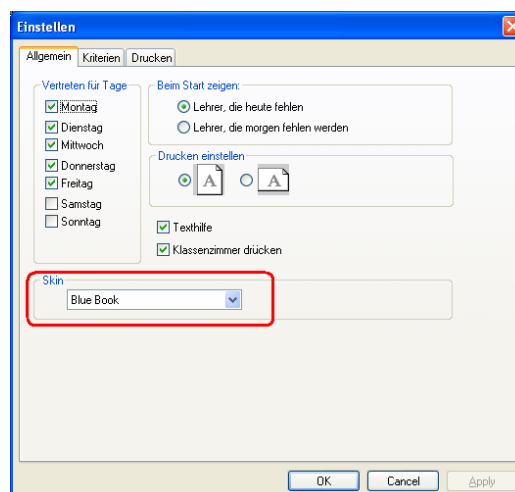 Einstellen
Allgemein Kriterien Drucken
Vertreten für Tage
Montag
Dienstag
Mittwoch
Donnerstag
Freitag
Samstag
Sonntag
Beim Start zeigen:
Lehrer, die heute fehlen
Lehrer, die morgen fehlen werden
Drucken einstellen
A A
Texthilfe
Klassenzimmer drücken
Skin
Blue Book
OK Cancel Apply